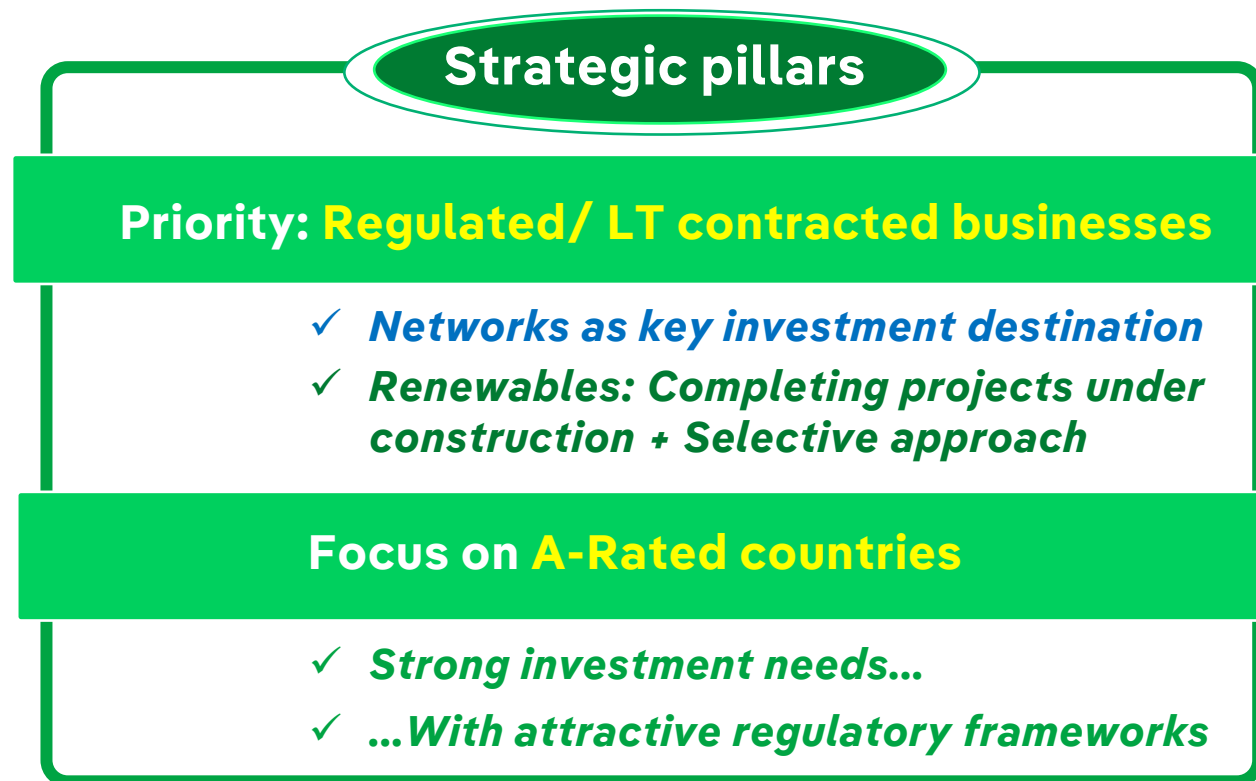 Strategic pillars
Priority: Regulated/ LT contracted businesses
✓ Networks as key investment destination
✓ Renewables: Completing projects under
construction + Selective approach
Focus on A-Rated countries
✓ Strong investment needs...
✓ ...With attractive regulatory frameworks